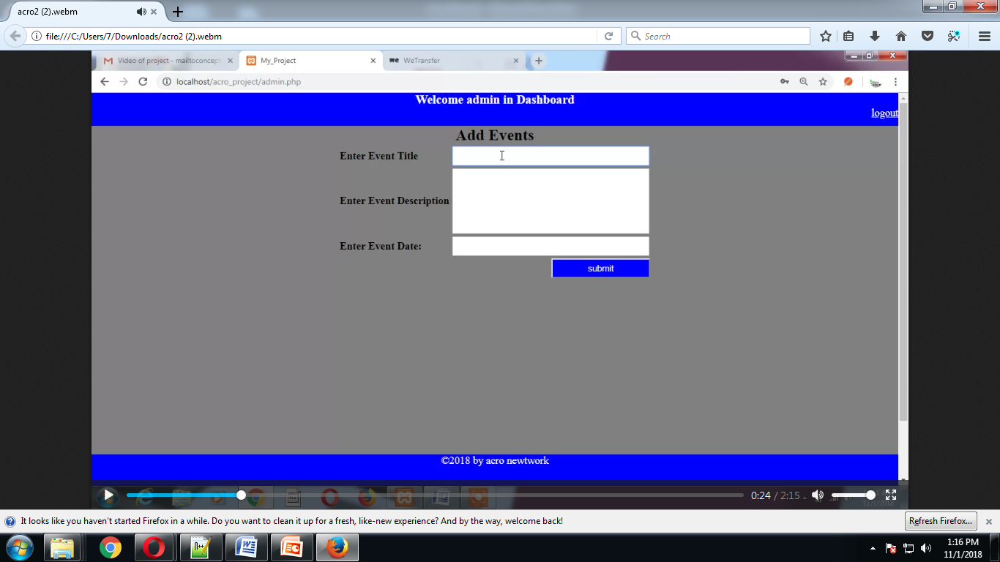 acro2 (2).webm
file:///C:/Users/7/Downloads/acro2 (2).webm
Search
Video of project - mailtoconcept
My_Project
WeTransfer
localhost/acro_project/admin.php
Welcome admin in Dashboard
logout
Add Events
Enter Event Title
Enter Event Description
Enter Event Date:
submit
©2018 by acro newtwork
0:24 / 2:15
It looks like you haven't started Firefox in a while. Do you want to clean it up for a fresh, like-new experience? And by the way, welcome back!
Refresh Firefox...
1:16 PM
11/1/2018